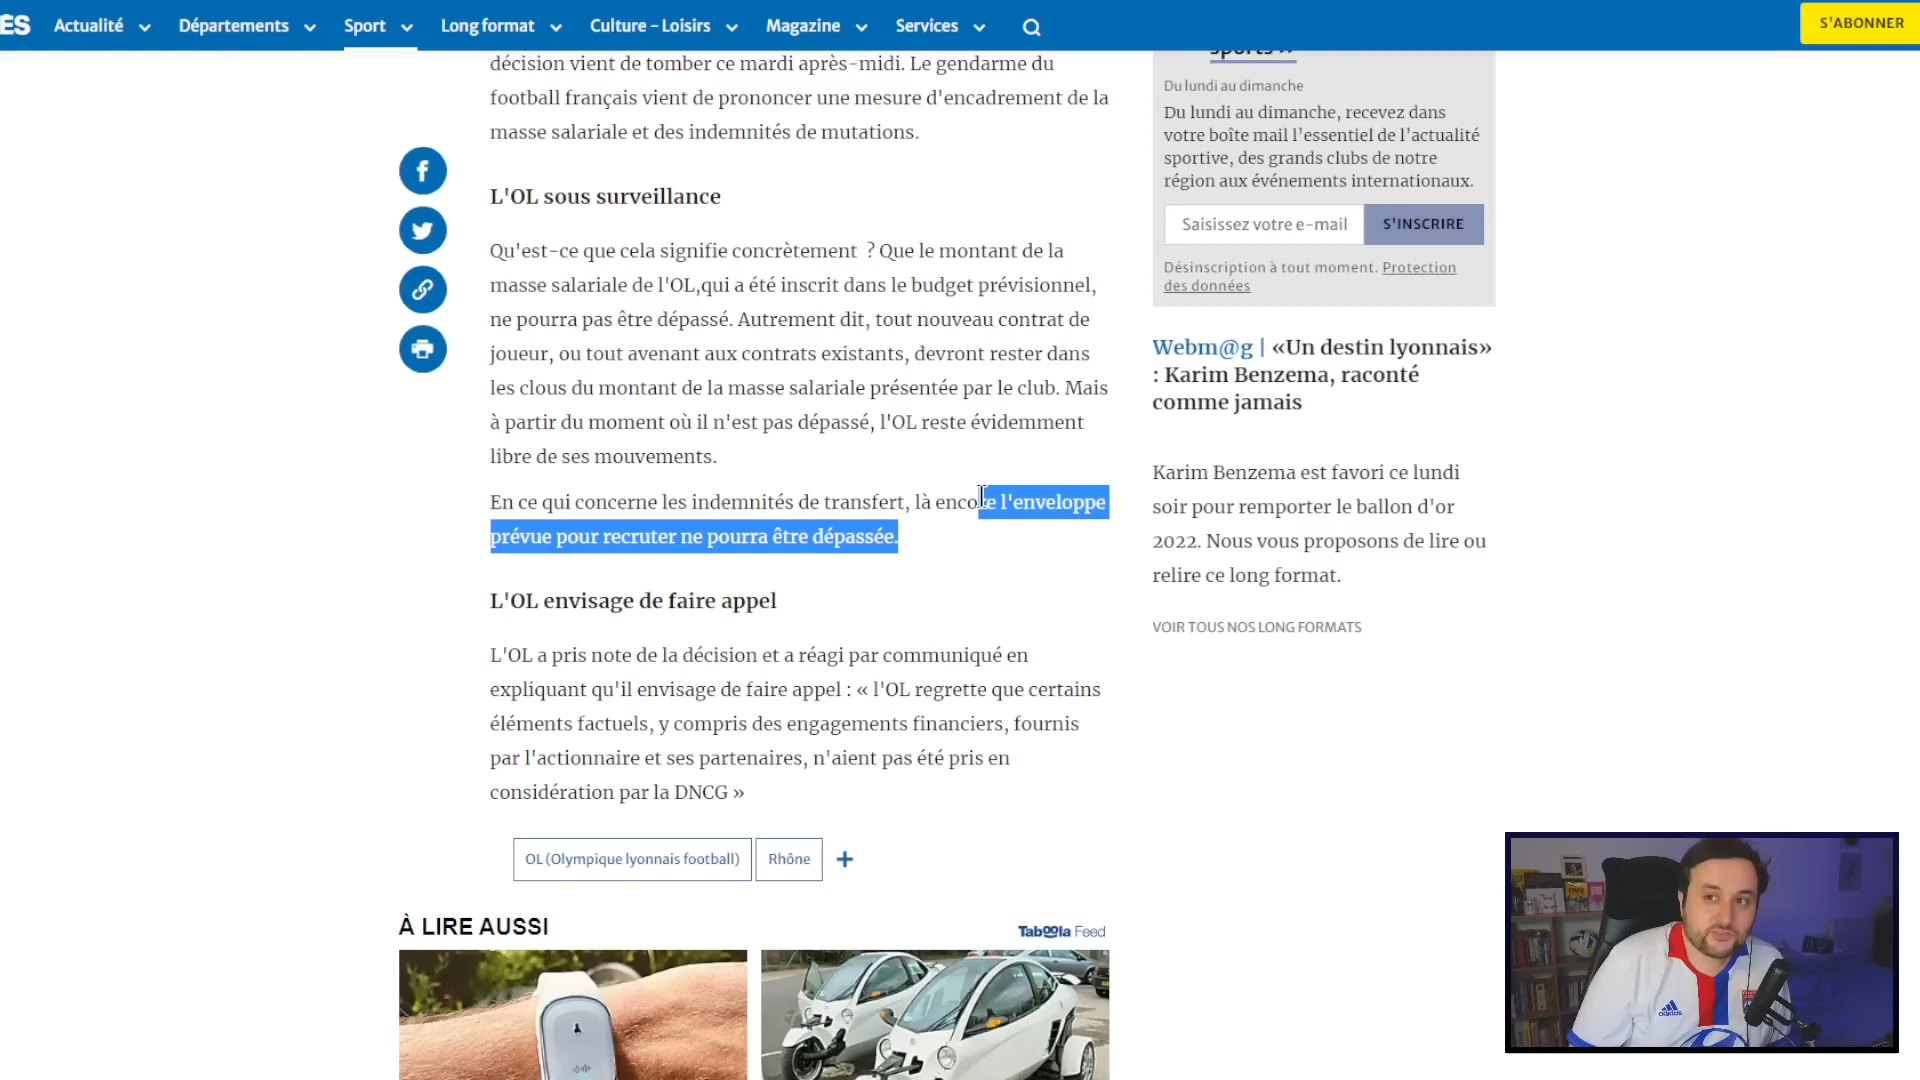 ÈS
Actualité
Départements
Sport
Long format
Culture - Loisirs
Magazine
Services
S'ABONNER
décision vient de tomber ce mardi après-midi. Le gendarme du
football français vient de prononcer une mesure d'encadrement de la
masse salariale et des indemnités de mutations.
L'OL sous surveillance
Qu'est-ce que cela signifie concrètement ? Que le montant de la
masse salariale de l'OL,qui a été inscrit dans le budget prévisionnel,
ne pourra pas être dépassé. Autrement dit, tout nouveau contrat de
joueur, ou tout avenant aux contrats existants, devront rester dans
les clous du montant de la masse salariale présentée par le club. Mais
à partir du moment où il n'est pas dépassé, l'OL reste évidemment
libre de ses mouvements.
En ce qui concerne les indemnités de transfert, là encore l'enveloppe
prévue pour recruter ne pourra être dépassée.
L'OL envisage de faire appel
L'OL a pris note de la décision et a réagi par communiqué en
expliquant qu'il envisage de faire appel : « l'OL regrette que certains
éléments factuels, y compris des engagements financiers, fournis
par l'actionnaire et ses partenaires, n'aient pas été pris en
considération par la DNCG »
OL (Olympique lyonnais football)
Rhône
+
À LIRE AUSSI
Taboola Feed
sports »
Du lundi au dimanche
Du lundi au dimanche, recevez dans
votre boîte mail l’essentiel de l’actualité
sportive, des grands clubs de notre
région aux événements internationaux.
Saisissez votre e-mail
S'INSCRIRE
Désinscription à tout moment. Protection
des données
Webm@g | «Un destin lyonnais»
: Karim Benzema, raconté
comme jamais
Karim Benzema est favori ce lundi
soir pour remporter le ballon d'or
2022. Nous vous proposons de lire ou
relire ce long format.
VOIR TOUS NOS LONG FORMATS
adidas